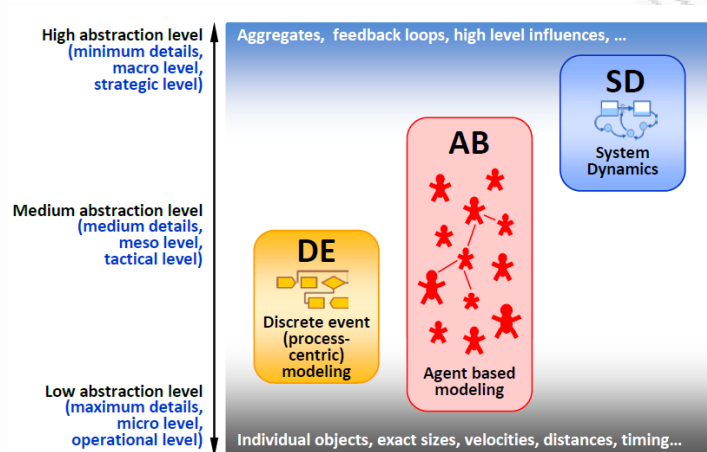 High abstraction level
(minimum details,
macro level,
strategic level)
Aggregates, feedback loops, high level influences, ...
SD
System
Dynamics
AB
Medium abstraction level
(medium details,
meso level,
tactical level)
DE
Discrete event
(process-
centric)
modeling
Agent based
modeling
Low abstraction level
(maximum details,
micro level,
operational level)
Individual objects, exact sizes, velocities, distances, timing...